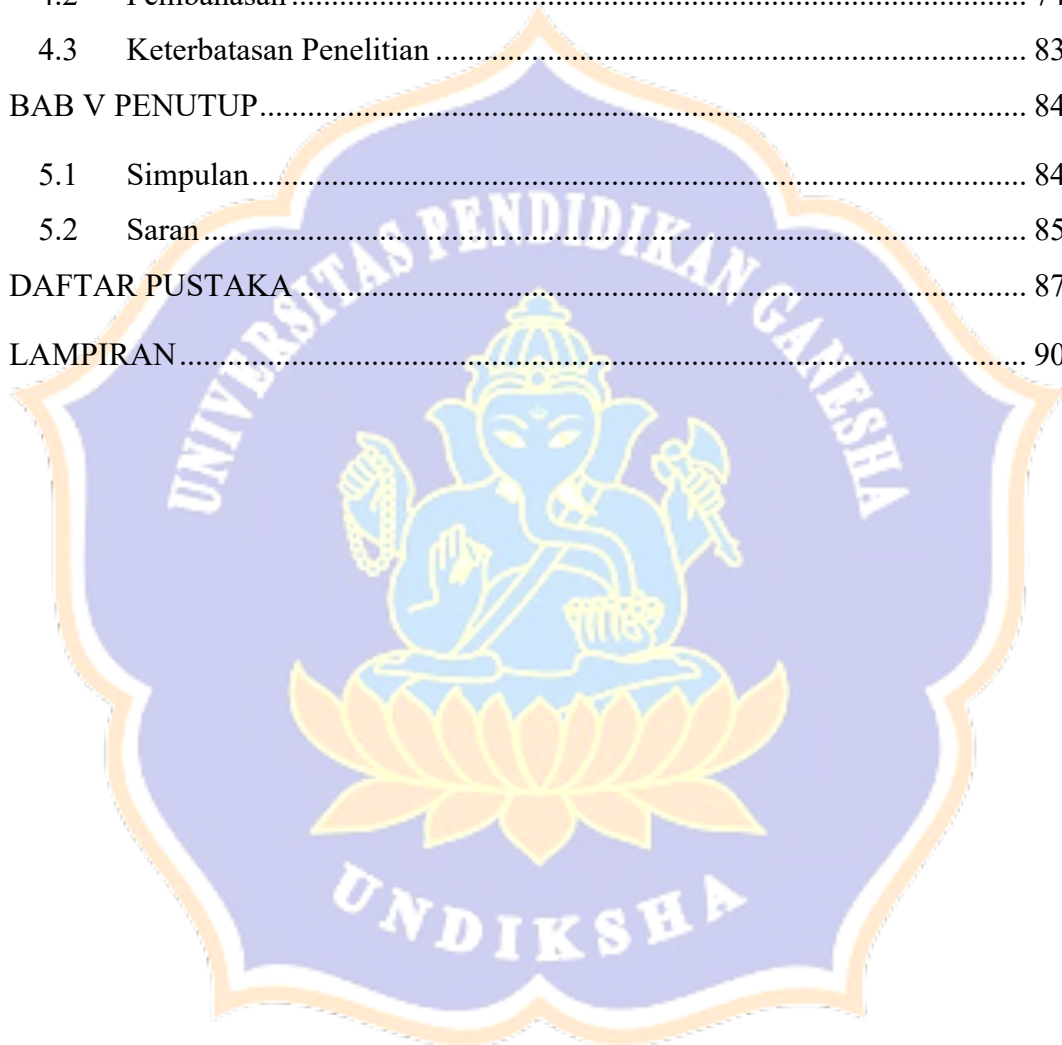 4.2 Pembahasan
4.3 Keterbatasan Penelitian ........ 83
BAB V PENUTUP ........ 84
5.1 Simpulan ........ 84
5.2 Saran ........ 85
DAFTAR PUSTAKA ........ 87
LAMPIRAN ........ 90
UNIVERSITAS PENDIDIKAN GANESHA
UNDIKSHA